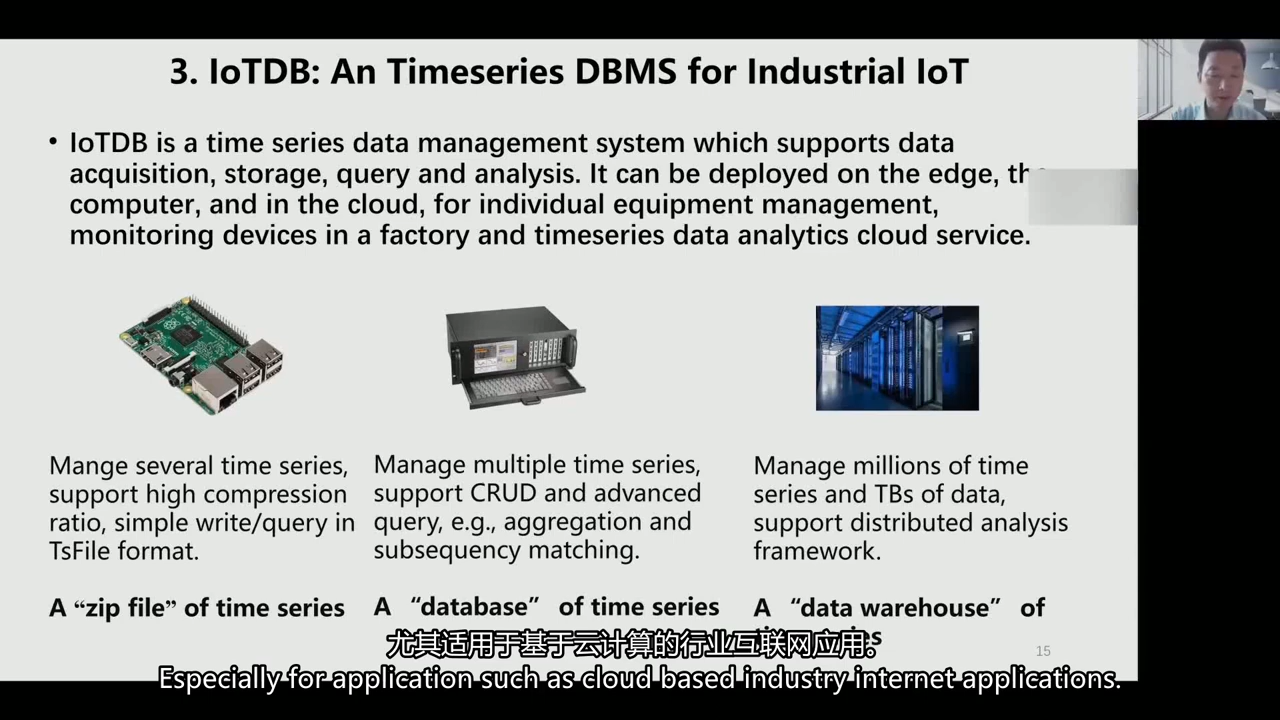 3. IoTDB: An Timeseries DBMS for Industrial IoT
• IoTDB is a time series data management system which supports data
acquisition, storage, query and analysis. It can be deployed on the edge,
computer, and in the cloud, for individual equipment management,
monitoring devices in a factory and timeseries data analytics cloud service.
Mange several time series,
support high compression
ratio, simple write/query in
TsFile format.
A “zip file” of time series
Manage multiple time series,
support CRUD and advanced
query, e.g., aggregation and
subsequency matching.
A “database” of time series
Manage millions of time
series and TBs of data,
support distributed analysis
framework.
A “data warehouse” of
15
尤其适用于基于云计算的行业互联网应用。
Especially for application such as cloud based industry internet applications.